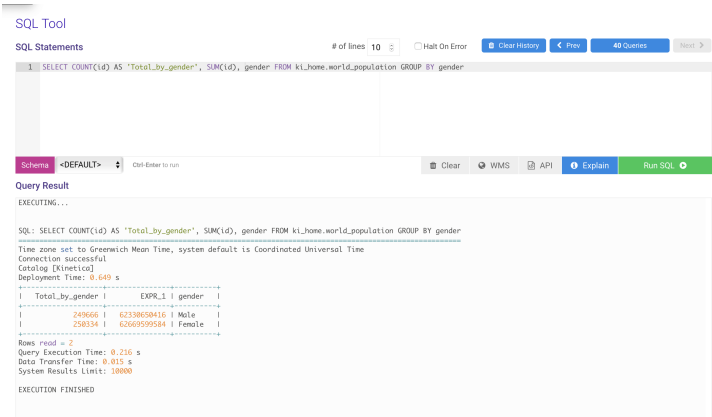 SQL Tool
SQL Statements # of lines 10 Halt On Error Clear History Prev 40 Queries Next
1 SELECT COUNT(id) AS 'Total_by_gender', SUM(id), gender FROM ki_home.world_population GROUP BY gender
Schema <DEFAULT> Ctrl-Enter to run Clear WMS API Explain Run SQL
Query Result
EXECUTING...
SQL: SELECT COUNT(id) AS 'Total_by_gender', SUM(id), gender FROM ki_home.world_population GROUP BY gender
================================================================================
Time zone set to Greenwich Mean Time, system default is Coordinated Universal Time
Connection successful
Catalog [Kinetica]
Deployment Time: 0.649 s
+-----------------+---------------+----------+
| Total_by_gender | EXPR_1 | gender |
+-----------------+---------------+----------+
| 249666 | 62330650416 | Male |
| 250334 | 62669599584 | Female |
+-----------------+---------------+----------+
Rows read = 2
Query Execution Time: 0.216 s
Data Transfer Time: 0.015 s
System Results Limit: 10000
EXECUTION FINISHED